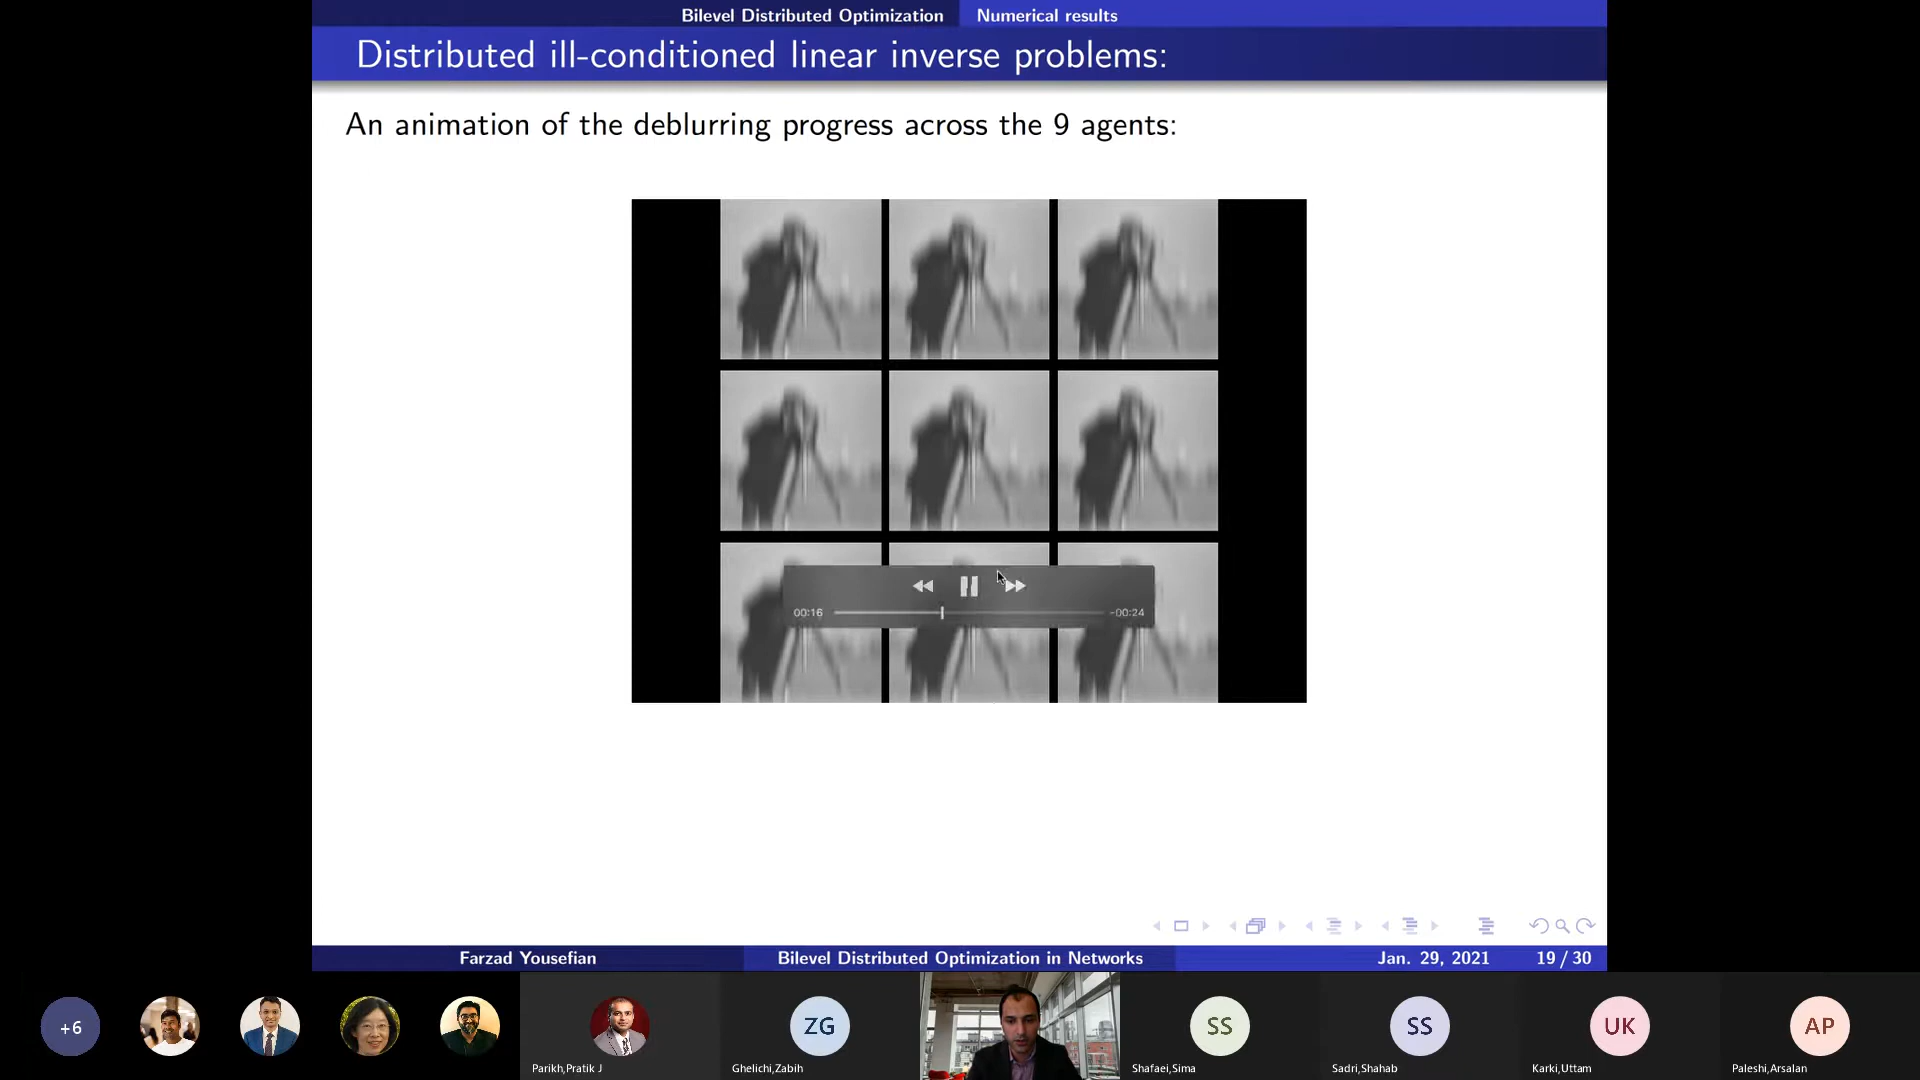 Bilevel Distributed Optimization Numerical results
Distributed ill-conditioned linear inverse problems:
An animation of the deblurring progress across the 9 agents:
00:16 -00:24
Farzad Yousefian Bilevel Distributed Optimization in Networks Jan. 29, 2021 19 / 30
+6 ZG SS SS UK AP
Parikh,Pratik J Ghelichi,Zabih Shafaei,Sima Sadri,Shahab Karki,Uttam Paleshi,Arsalan